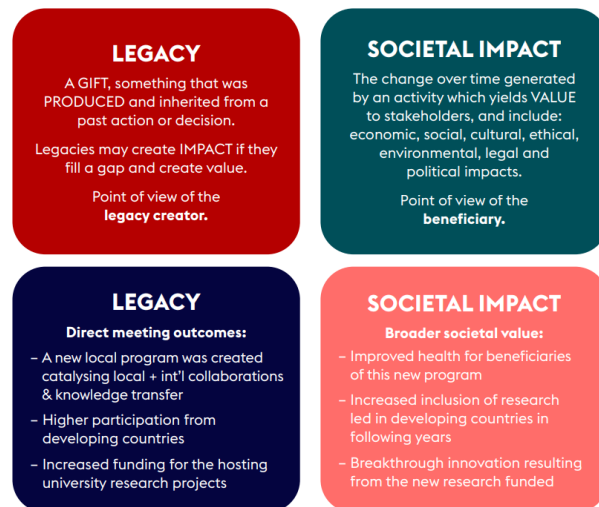 LEGACY
A GIFT, something that was
PRODUCED and inherited from a
past action or decision.
Legacies may create IMPACT if they
fill a gap and create value.
Point of view of the
legacy creator.
SOCIETAL IMPACT
The change over time generated
by an activity which yields VALUE
to stakeholders, and include:
economic, social, cultural, ethical,
environmental, legal and
political impacts.
Point of view of the
beneficiary.
LEGACY
Direct meeting outcomes:
– A new local program was created
catalysing local + int'l collaborations
& knowledge transfer
– Higher participation from
developing countries
– Increased funding for the hosting
university research projects
SOCIETAL IMPACT
Broader societal value:
– Improved health for beneficiaries
of this new program
– Increased inclusion of research
led in developing countries in
following years
– Breakthrough innovation resulting
from the new research funded